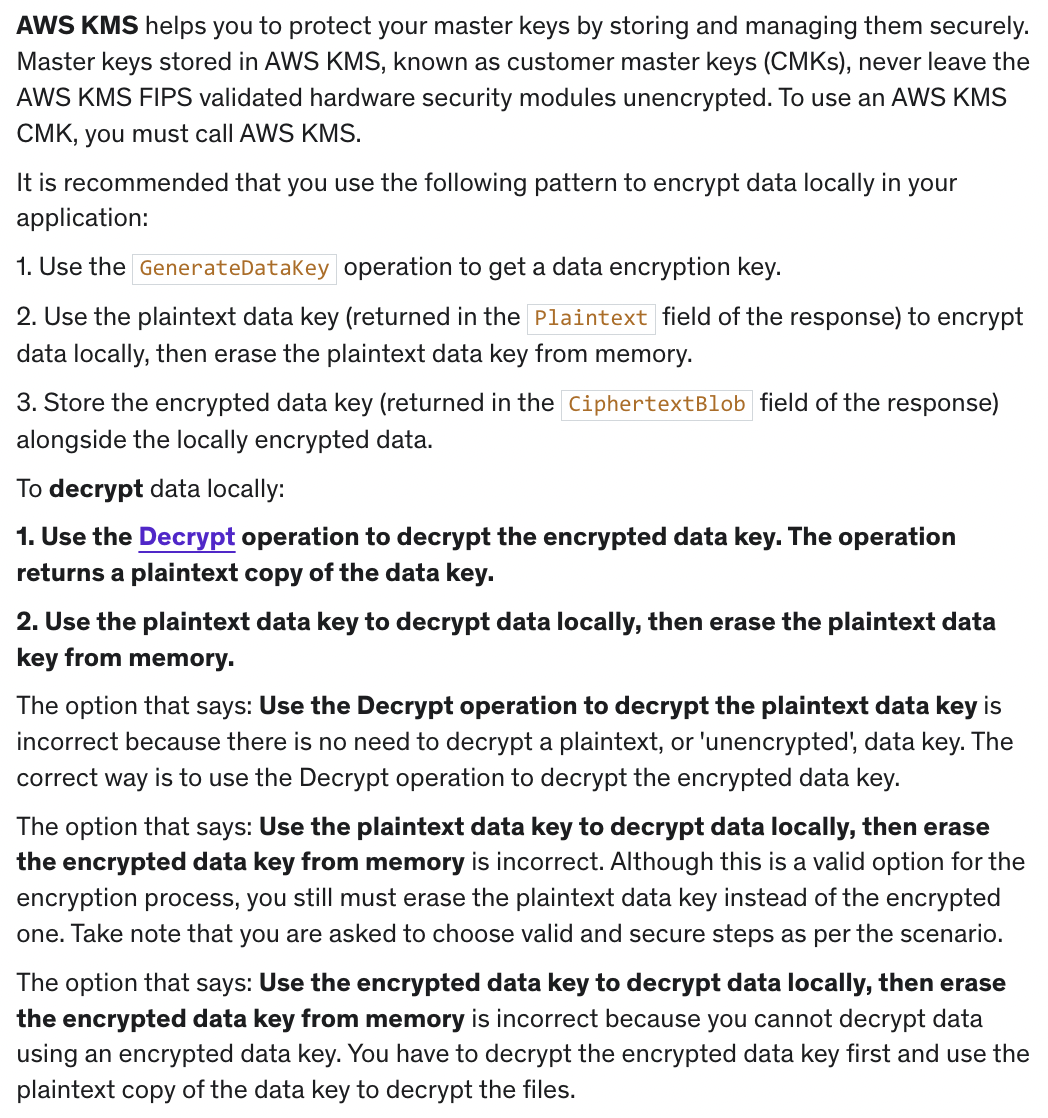 AWS KMS helps you to protect your master keys by storing and managing them securely.
Master keys stored in AWS KMS, known as customer master keys (CMKs), never leave the
AWS KMS FIPS validated hardware security modules unencrypted. To use an AWS KMS
CMK, you must call AWS KMS.
It is recommended that you use the following pattern to encrypt data locally in your
application:
1. Use the GenerateDataKey operation to get a data encryption key.
2. Use the plaintext data key (returned in the Plaintext field of the response) to encrypt
data locally, then erase the plaintext data key from memory.
3. Store the encrypted data key (returned in the CiphertextBlob field of the response)
alongside the locally encrypted data.
To decrypt data locally:
1. Use the Decrypt operation to decrypt the encrypted data key. The operation
returns a plaintext copy of the data key.
2. Use the plaintext data key to decrypt data locally, then erase the plaintext data
key from memory.
The option that says: Use the Decrypt operation to decrypt the plaintext data key is
incorrect because there is no need to decrypt a plaintext, or 'unencrypted', data key. The
correct way is to use the Decrypt operation to decrypt the encrypted data key.
The option that says: Use the plaintext data key to decrypt data locally, then erase
the encrypted data key from memory is incorrect. Although this is a valid option for the
encryption process, you still must erase the plaintext data key instead of the encrypted
one. Take note that you are asked to choose valid and secure steps as per the scenario.
The option that says: Use the encrypted data key to decrypt data locally, then erase
the encrypted data key from memory is incorrect because you cannot decrypt data
using an encrypted data key. You have to decrypt the encrypted data key first and use the
plaintext copy of the data key to decrypt the files.